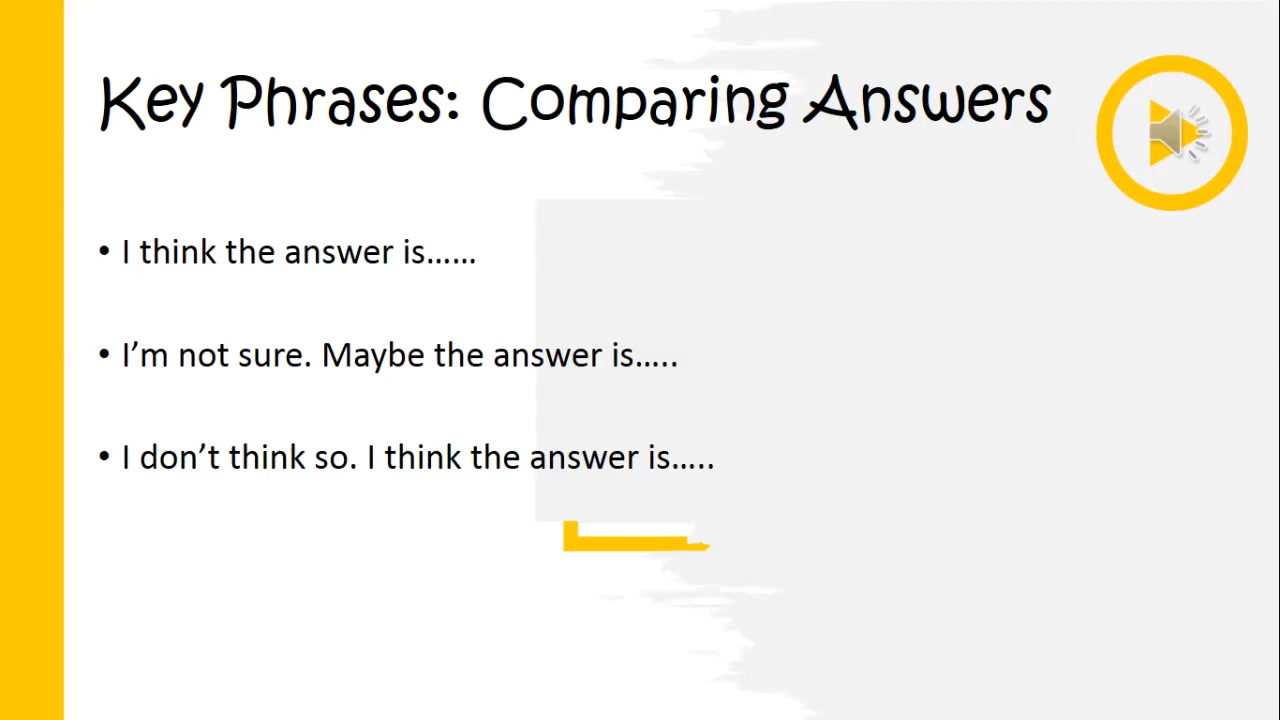 Key Phrases: Comparing Answers
• I think the answer is......
• I’m not sure. Maybe the answer is.....
• I don’t think so. I think the answer is.....